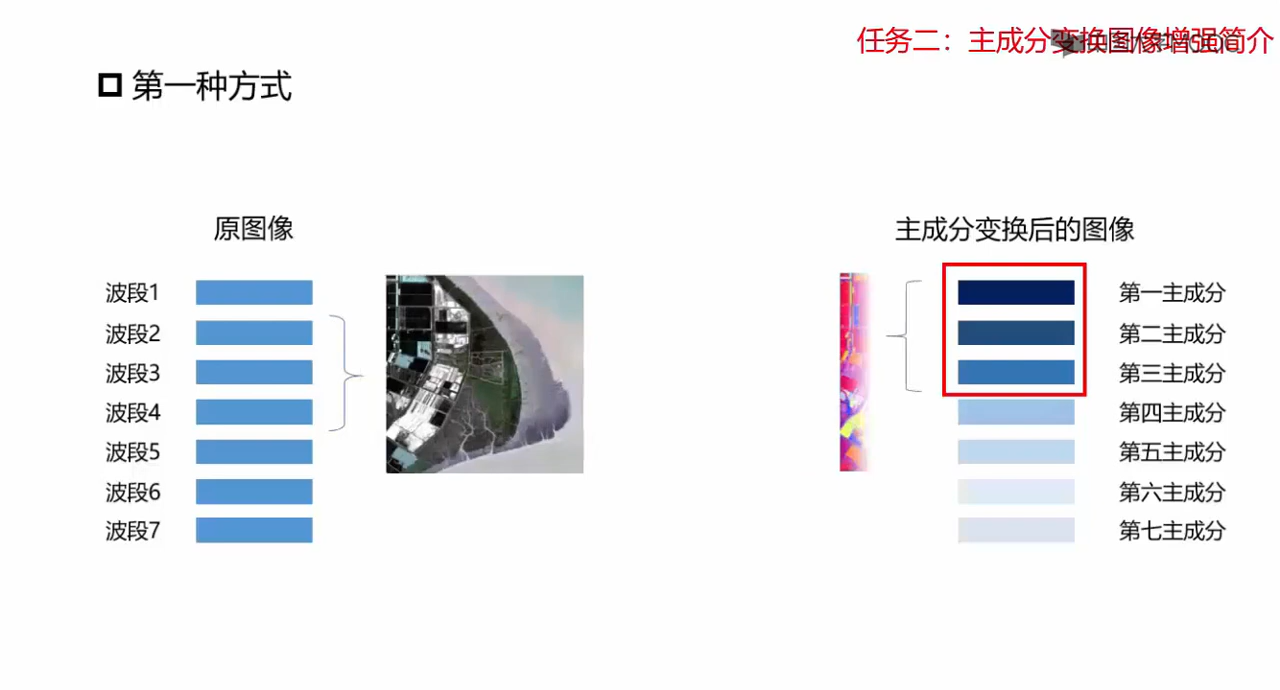 任务二：主成分变换图像增强简介
第一种方式
原图像
主成分变换后的图像
波段1
第一主成分
波段2
第二主成分
波段3
第三主成分
波段4
第四主成分
波段5
第五主成分
波段6
第六主成分
波段7
第七主成分